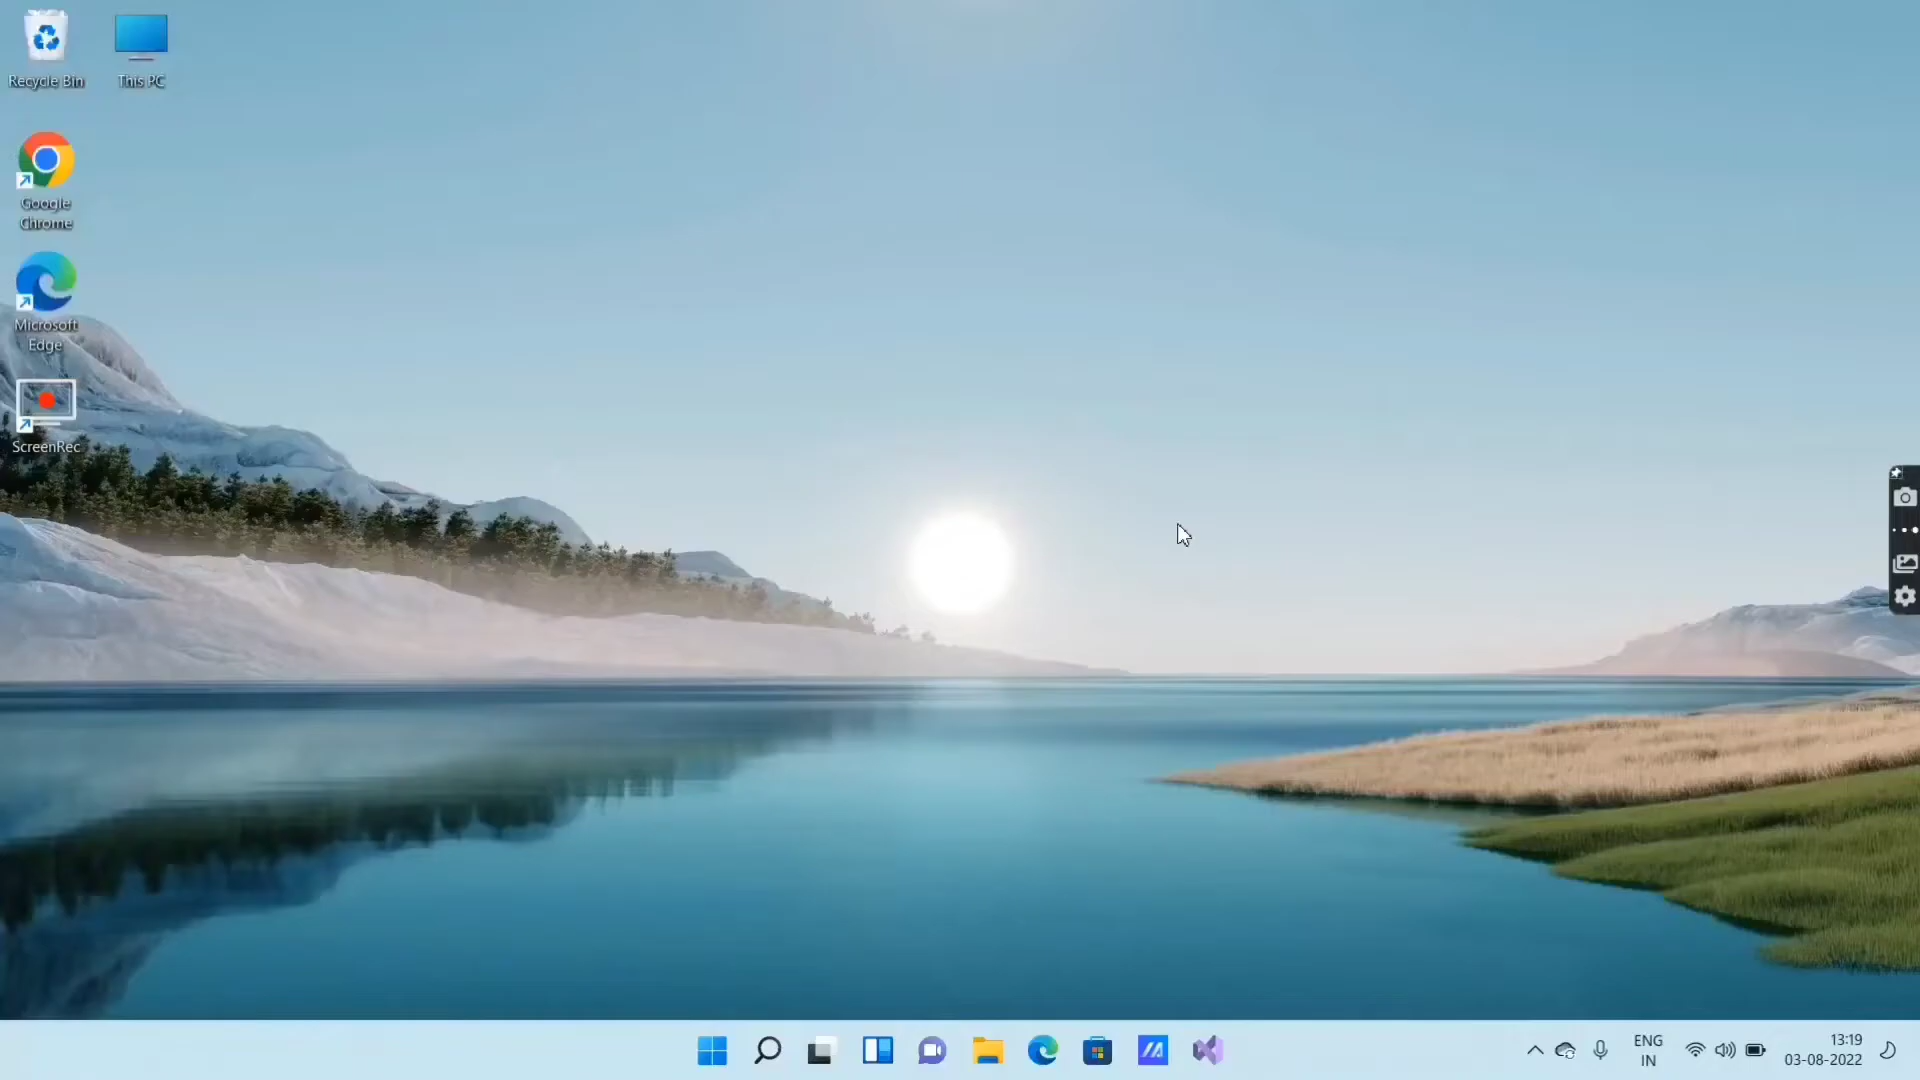 Recycle Bin
This PC
Google
Chrome
Microsoft
Edge
ScreenRec
ENG
IN
13:19
03-08-2022